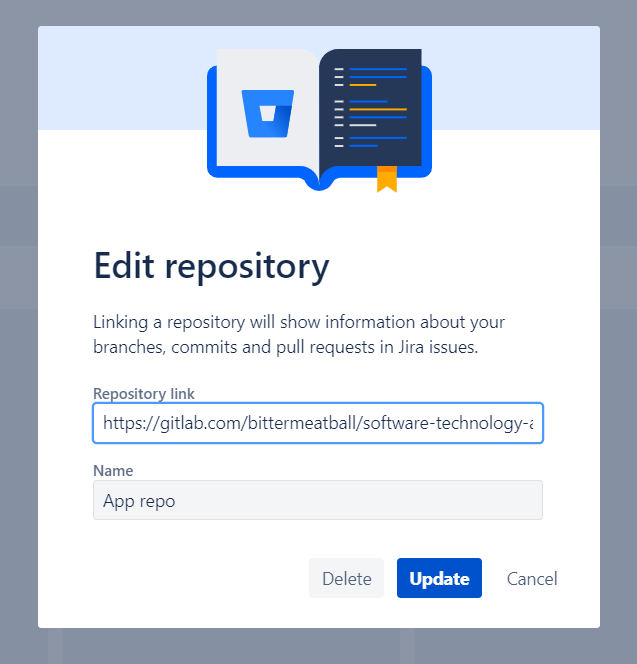 Edit repository
Linking a repository will show information about your
branches, commits and pull requests in Jira issues.
Repository link
https://gitlab.com/bittermeatball/software-technology-a
Name
App repo
Delete
Update
Cancel